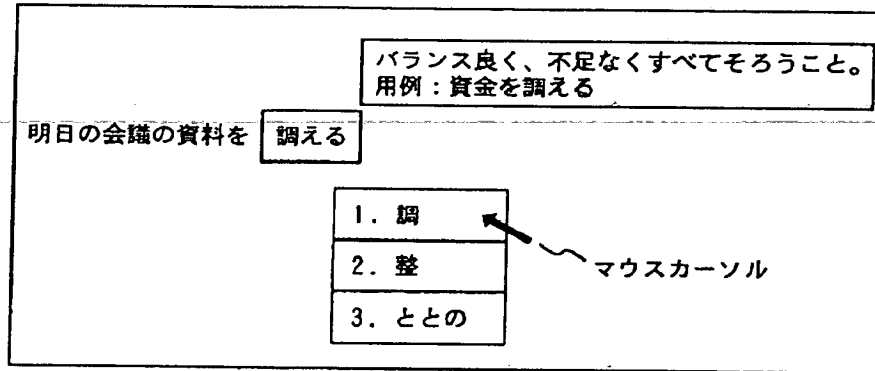 バランス良く、不足なくすべてそろうこと。
用例：資金を調える
明日の会議の資料を 調える
1. 調
2. 整
3. ととの
マウスカーソル